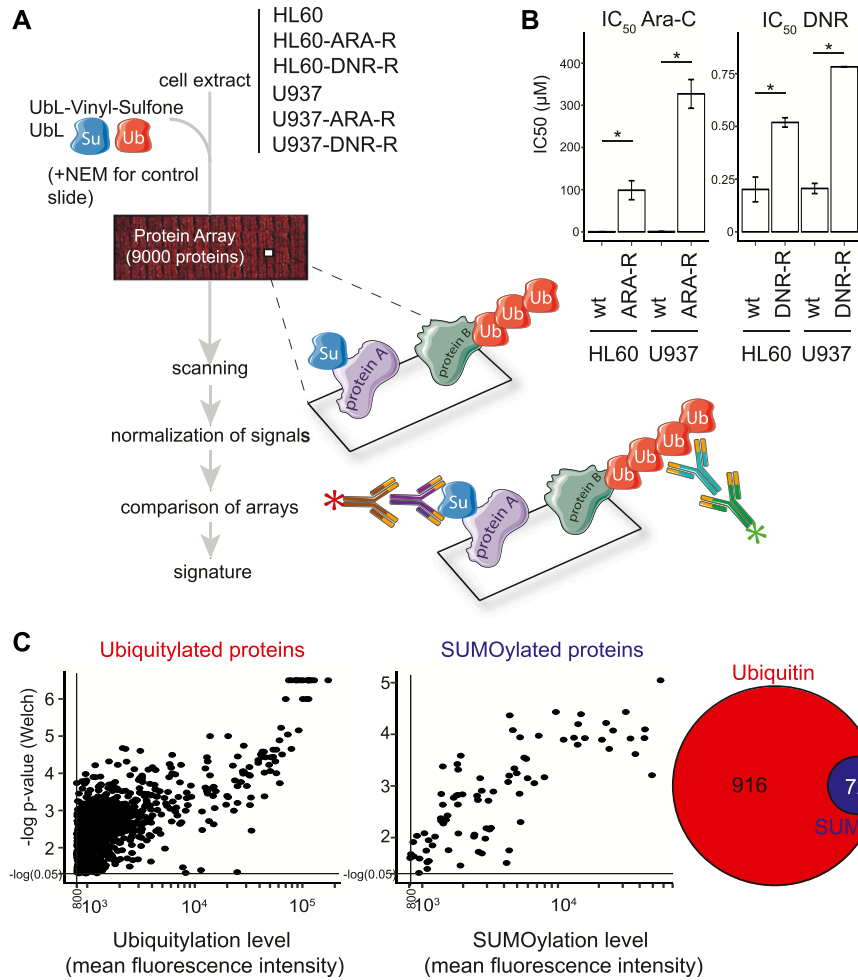 A
HL60
HL60-ARA-R
HL60-DNR-R
U937
U937-ARA-R
U937-DNR-R
cell extract
UbL-Vinyl-Sulfone
UbL
Su
Ub
(+NEM for control
slide)
Protein Array
(9000 proteins)
scanning
normalization of signals
comparison of arrays
signature
Su
protein A
protein B
Ub
Ub
Ub
*
Su
protein A
protein B
Ub
Ub
Ub
Ub
*
B
IC50 Ara-C
IC50 DNR
IC50 (µM)
400
300
200
100
0
*
*
0.75
0.50
0.25
0
*
*
wt
ARA-R
wt
ARA-R
HL60
U937
wt
DNR-R
wt
DNR-R
HL60
U937
C
Ubiquitylated proteins
-log p-value (Welch)
6
5
4
3
2
-log(0.05)
800
10³
10⁴
10⁵
Ubiquitylation level
(mean fluorescence intensity)
SUMOylated proteins
5
4
3
2
-log(0.05)
800
10³
10⁴
SUMOylation level
(mean fluorescence intensity)
Ubiquitin
916